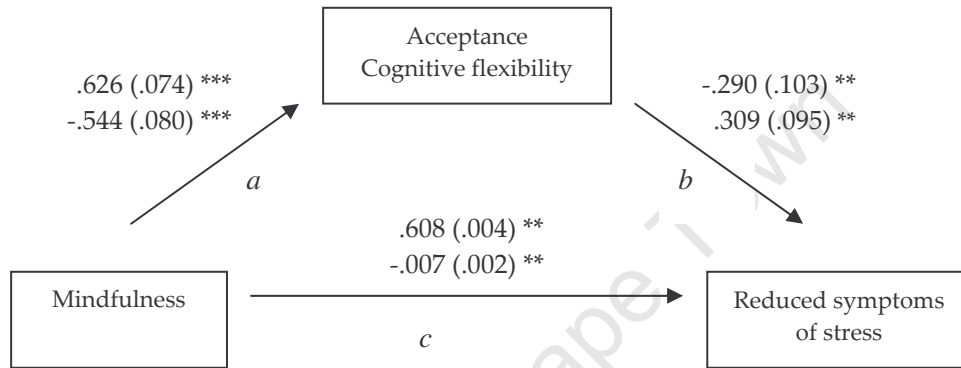 Acceptance
Cognitive flexibility
.626 (.074) ***
-.544 (.080) ***
-.290 (.103) **
.309 (.095) **
a
b
.608 (.004) **
-.007 (.002) **
Mindfulness
Reduced symptoms
of stress
c